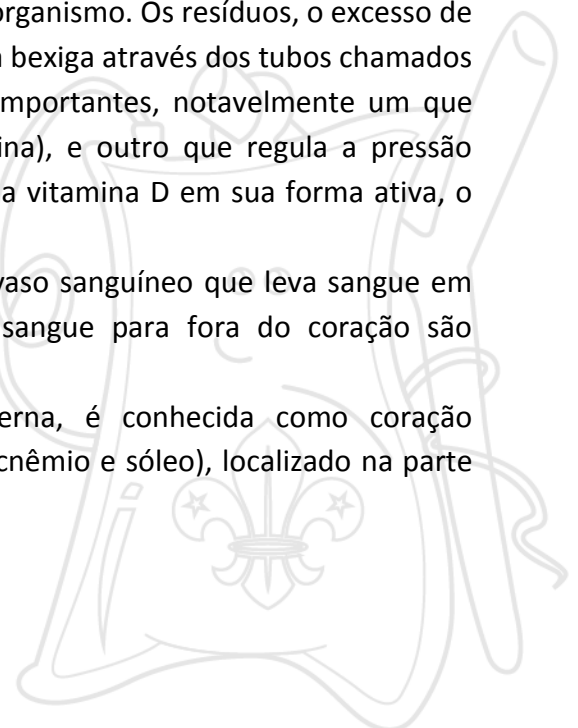 organismo. Os resíduos, o excesso de
bexiga através dos tubos chamados
importantes, notavelmente um que
ina), e outro que regula a pressão
a vitamina D em sua forma ativa, o
vaso sanguíneo que leva sangue em
sangue para fora do coração são
erna, é conhecida como coração
cnêmio e sóleo), localizado na parte